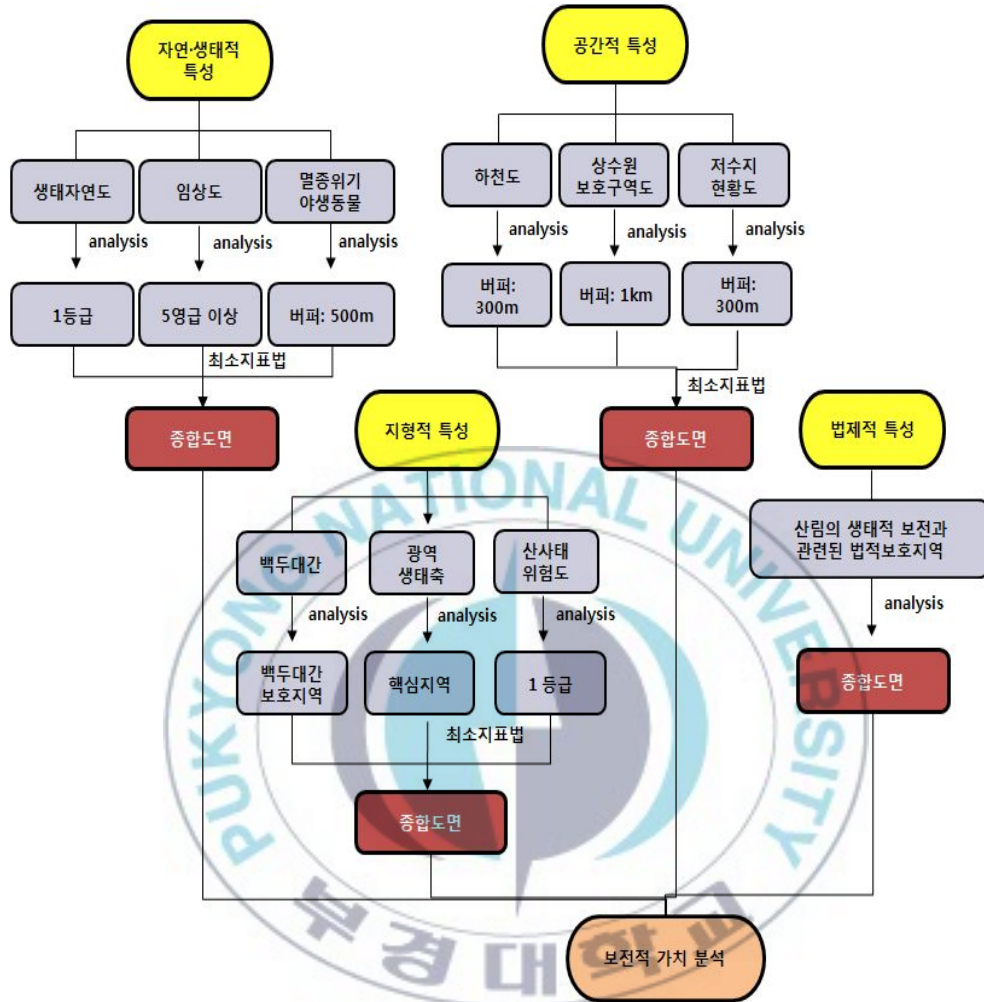 자연·생태적
특성
공간적 특성
생태자연도
임상도
멸종위기
야생동물
하천도
상수원
보호구역도
저수지
현황도
analysis
analysis
analysis
analysis
analysis
analysis
1등급
5영급 이상
버퍼: 500m
버퍼:
300m
버퍼: 1km
버퍼:
300m
최소지표법
최소지표법
종합도면
지형적 특성
종합도면
법제적 특성
백두대간
광역
생태축
산사태
위험도
산림의 생태적 보전과
관련된 법적보호지역
analysis
analysis
analysis
analysis
백두대간
보호지역
핵심지역
1 등급
종합도면
최소지표법
종합도면
보전적 가치 분석
PUKYONG NATIONAL UNIVERSITY
부경대학교